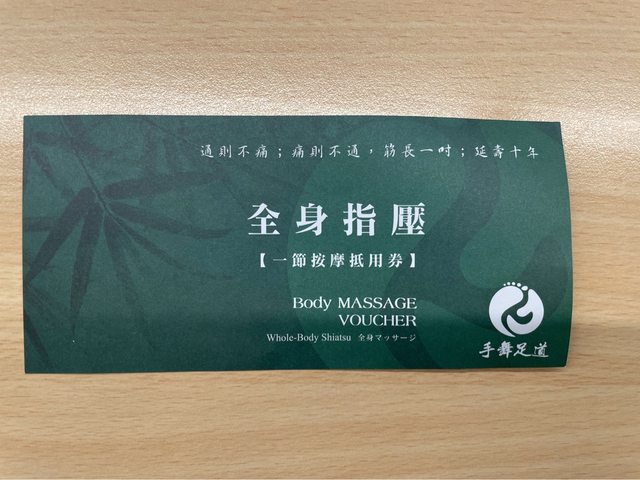 通則不痛；痛則不通，筋長一吋；延壽十年
全身指壓
【一節按摩抵用券】
Body MASSAGE
VOUCHER
Whole-Body Shiatsu 全身マッサージ
手舞足道